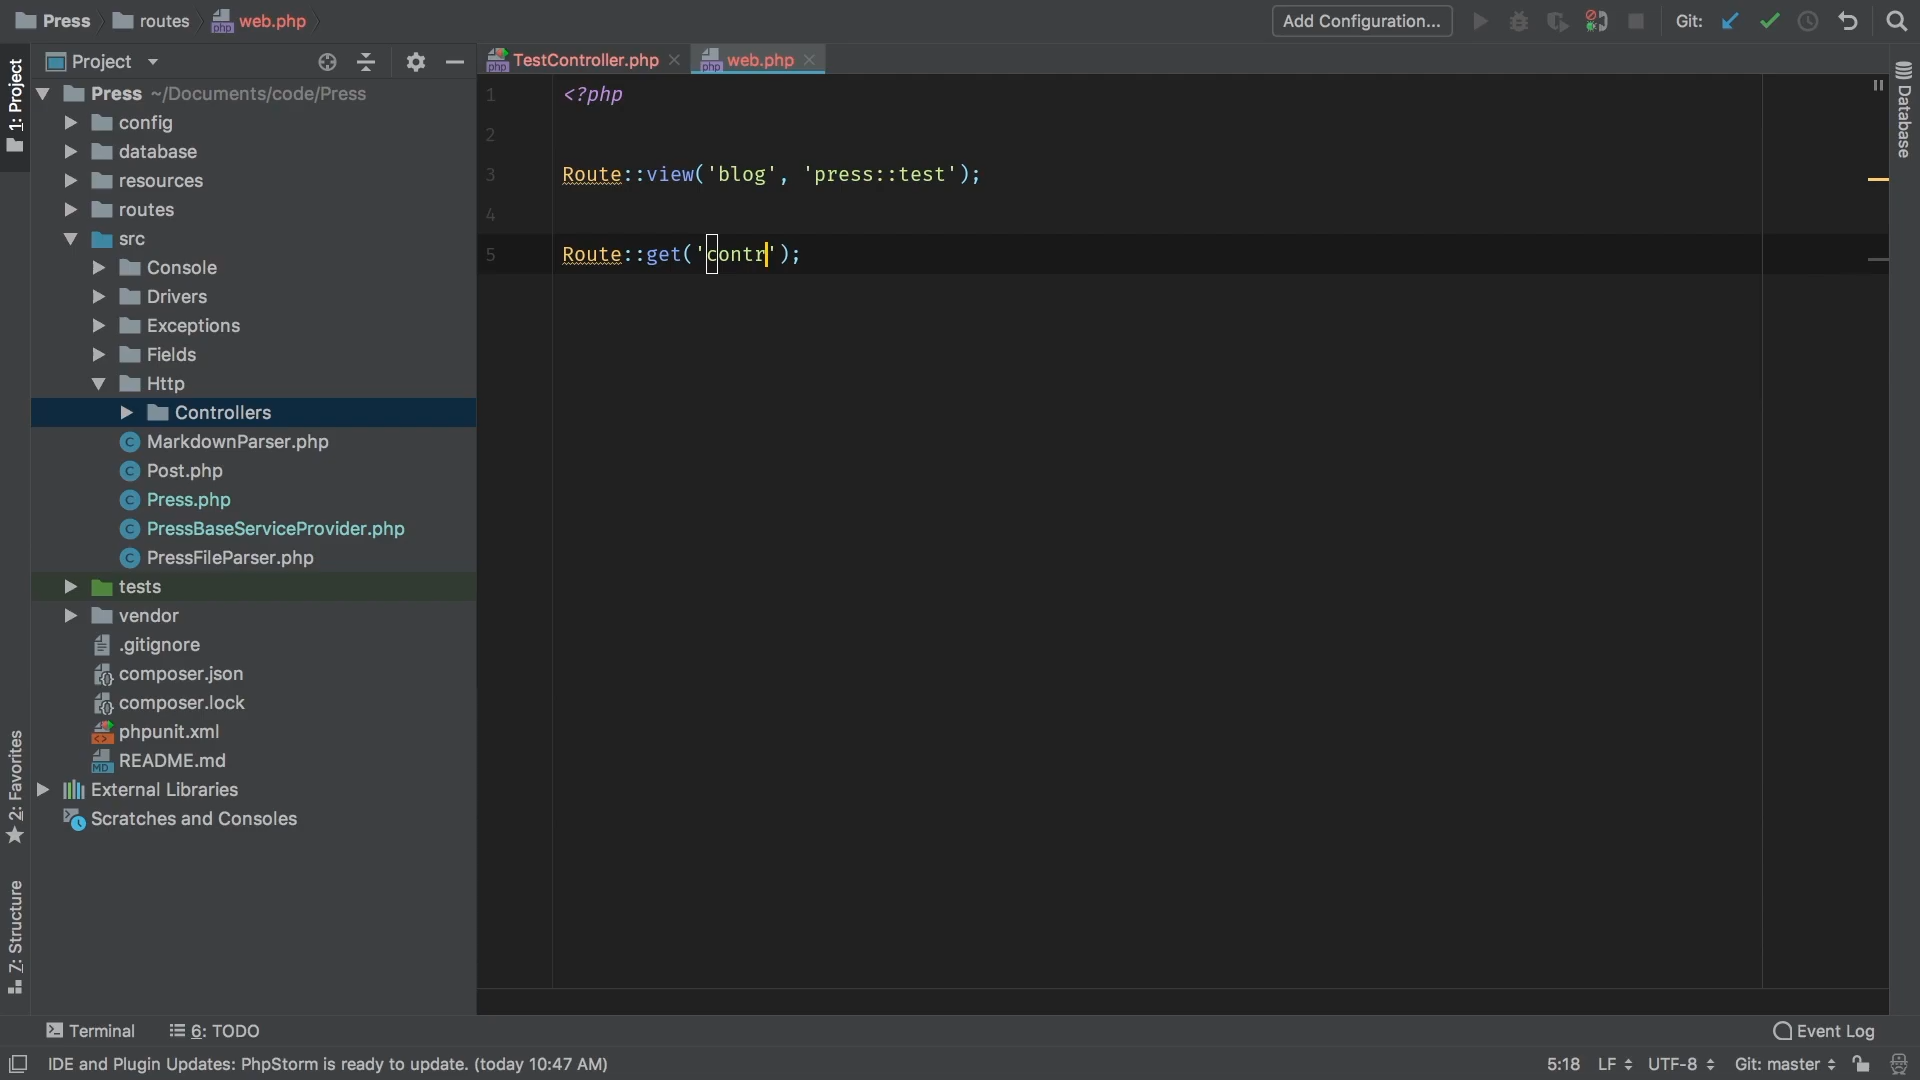 Press routes web.php
Add Configuration...
Git:
1: Project
Project
TestController.php
web.php
Press ~/Documents/code/Press
config
database
resources
routes
src
Console
Drivers
Exceptions
Fields
Http
Controllers
MarkdownParser.php
Post.php
Press.php
PressBaseServiceProvider.php
PressFileParser.php
tests
vendor
.gitignore
composer.json
composer.lock
phpunit.xml
README.md
External Libraries
Scratches and Consoles
1 <?php
2
3 Route::view('blog', 'press::test');
4
5 Route::get('contr');
Database
2: Favorites
7: Structure
Terminal
6: TODO
Event Log
IDE and Plugin Updates: PhpStorm is ready to update. (today 10:47 AM)
5:18 LF UTF-8 Git: master